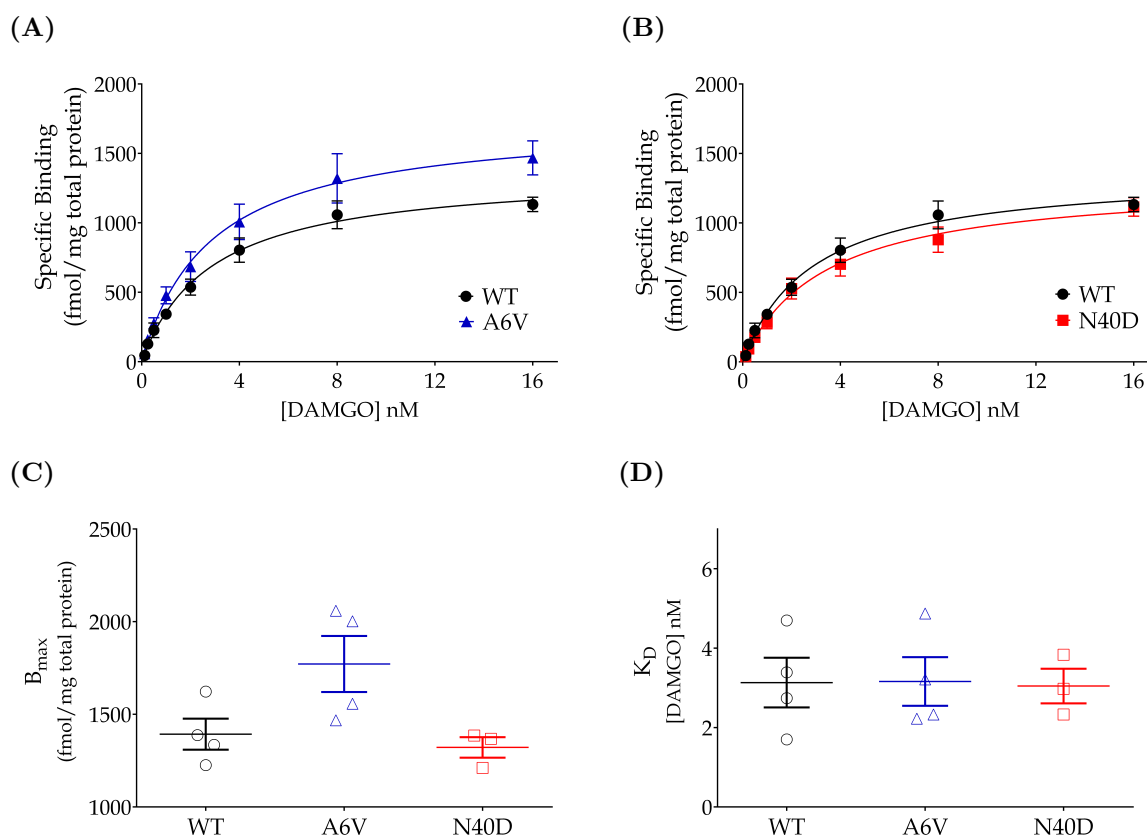 (A)
Specific Binding
(fmol/mg total protein)
2000
1500
1000
500
0
0
4
8
12
16
[DAMGO] nM
WT
A6V
(B)
Specific Binding
(fmol/mg total protein)
2000
1500
1000
500
0
0
4
8
12
16
[DAMGO] nM
WT
N40D
(C)
Bmax
(fmol/mg total protein)
2500
2000
1500
1000
WT
A6V
N40D
(D)
KD
[DAMGO] nM
6
4
2
0
WT
A6V
N40D